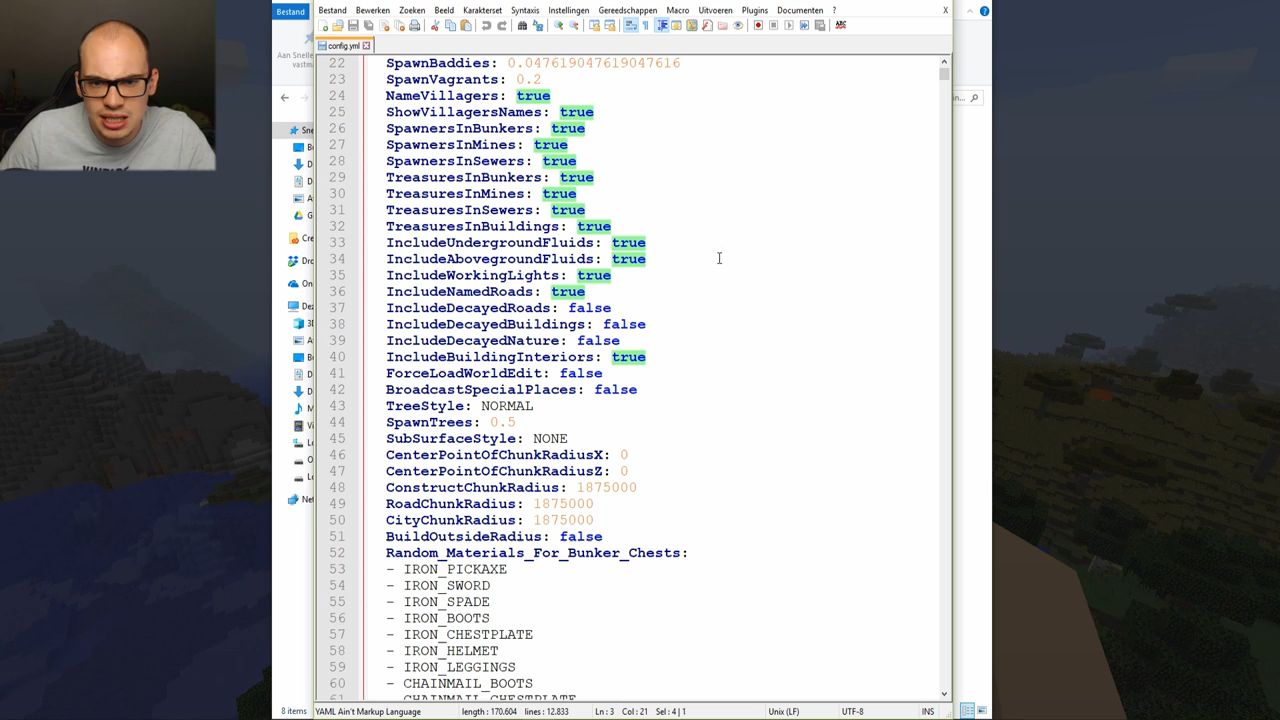 Bestand
Bestand Bewerken Zoeken Beeld Karakterset Syntaxis Instellingen Gereedschappen Macro Uitvoeren Plugins Documenten ? X
Aan Snelle
vastma
config.yml
ABC
22 SpawnBaddies: 0.047619047619047616
23 SpawnVagrants: 0.2
24 NameVillagers: true
25 ShowVillagersNames: true
26 SpawnersInBunkers: true
27 SpawnersInMines: true
28 SpawnersInSewers: true
29 TreasuresInBunkers: true
30 TreasuresInMines: true
31 TreasuresInSewers: true
32 TreasuresInBuildings: true
33 IncludeUndergroundFluids: true
34 IncludeAbovegroundFluids: true
35 IncludeWorkingLights: true
36 IncludeNamedRoads: true
37 IncludeDecayedRoads: false
38 IncludeDecayedBuildings: false
39 IncludeDecayedNature: false
40 IncludeBuildingInteriors: true
41 ForceLoadWorldEdit: false
42 BroadcastSpecialPlaces: false
43 TreeStyle: NORMAL
44 SpawnTrees: 0.5
45 SubSurfaceStyle: NONE
46 CenterPointOfChunkRadiusX: 0
47 CenterPointOfChunkRadiusZ: 0
48 ConstructChunkRadius: 1875000
49 RoadChunkRadius: 1875000
50 CityChunkRadius: 1875000
51 BuildOutsideRadius: false
52 Random_Materials_For_Bunker_Chests:
53 - IRON_PICKAXE
54 - IRON_SWORD
55 - IRON_SPADE
56 - IRON_BOOTS
57 - IRON_CHESTPLATE
58 - IRON_HELMET
59 - IRON_LEGGINGS
60 - CHAINMAIL_BOOTS
61 - CHAINMAIL_CHESTPLATE
8 items
YAML Ain't Markup Language length : 170.604 lines : 12.833 Ln : 3 Col : 21 Sel : 4 | 1 Unix (LF) UTF-8 INS